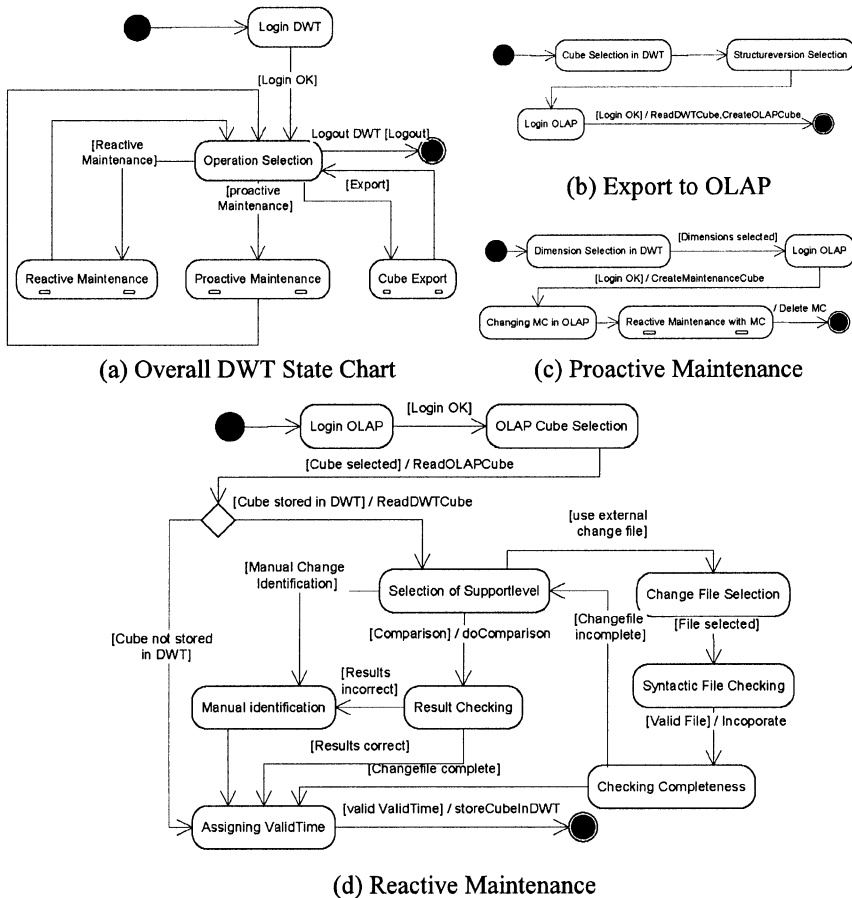 Login DWT
[Login OK]
[Reactive
Maintenance]
Operation Selection
Logout DWT [Logout]
[proactive
Maintenance]
[Export]
Reactive Maintenance
Proactive Maintenance
Cube Export
(a) Overall DWT State Chart
Cube Selection in DWT
Structureversion Selection
Login OLAP
[Login OK] / ReadDWTCube,CreateOLAPCube
(b) Export to OLAP
Dimension Selection in DWT
[Dimensions selected]
Login OLAP
[Login OK] / CreateMaintenanceCube
Changing MC in OLAP
Reactive Maintenance with MC
/ Delete MC
(c) Proactive Maintenance
Login OLAP
[Login OK]
OLAP Cube Selection
[Cube selected] / ReadOLAPCube
[Cube stored in DWT] / ReadDWTCube
[use external
change file]
[Manual Change
Identification]
Selection of Supportlevel
Change File Selection
[Cube not stored
in DWT]
[Comparison] / doComparison
[Changefile
incomplete]
[File selected]
[Results
incorrect]
Syntactic File Checking
Manual identification
Result Checking
[Valid File] / Incoporate
[Results correct]
[Changefile complete]
Checking Completeness
Assigning ValidTime
[valid ValidTime] / storeCubeInDWT
(d) Reactive Maintenance